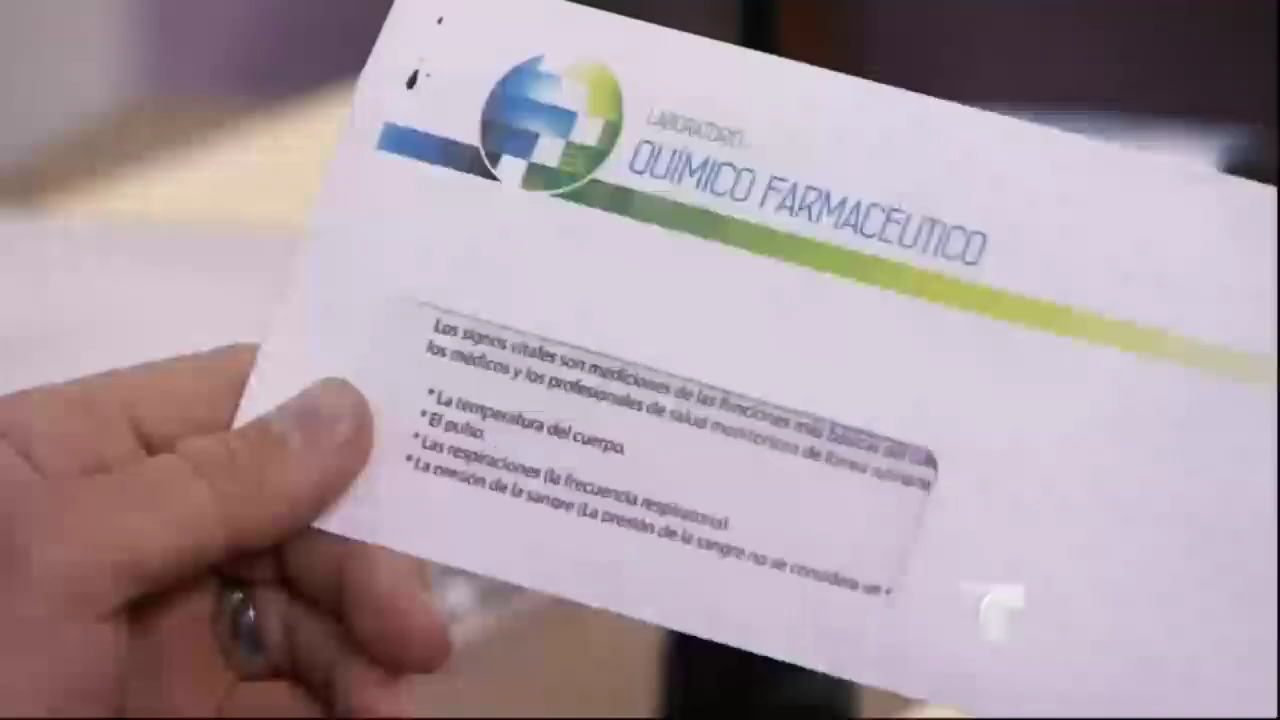 LABORATORIO
QUÍMICO FARMACÉUTICO
Los signos vitales son mediciones de las funciones más básicas del
los médicos y los profesionales de salud monitorean de forma
* La temperatura del cuerpo.
* El pulso.
* Las respiraciones (la frecuencia respiratoria)
* La presión de la sangre (La presión de la sangre no se considera un *